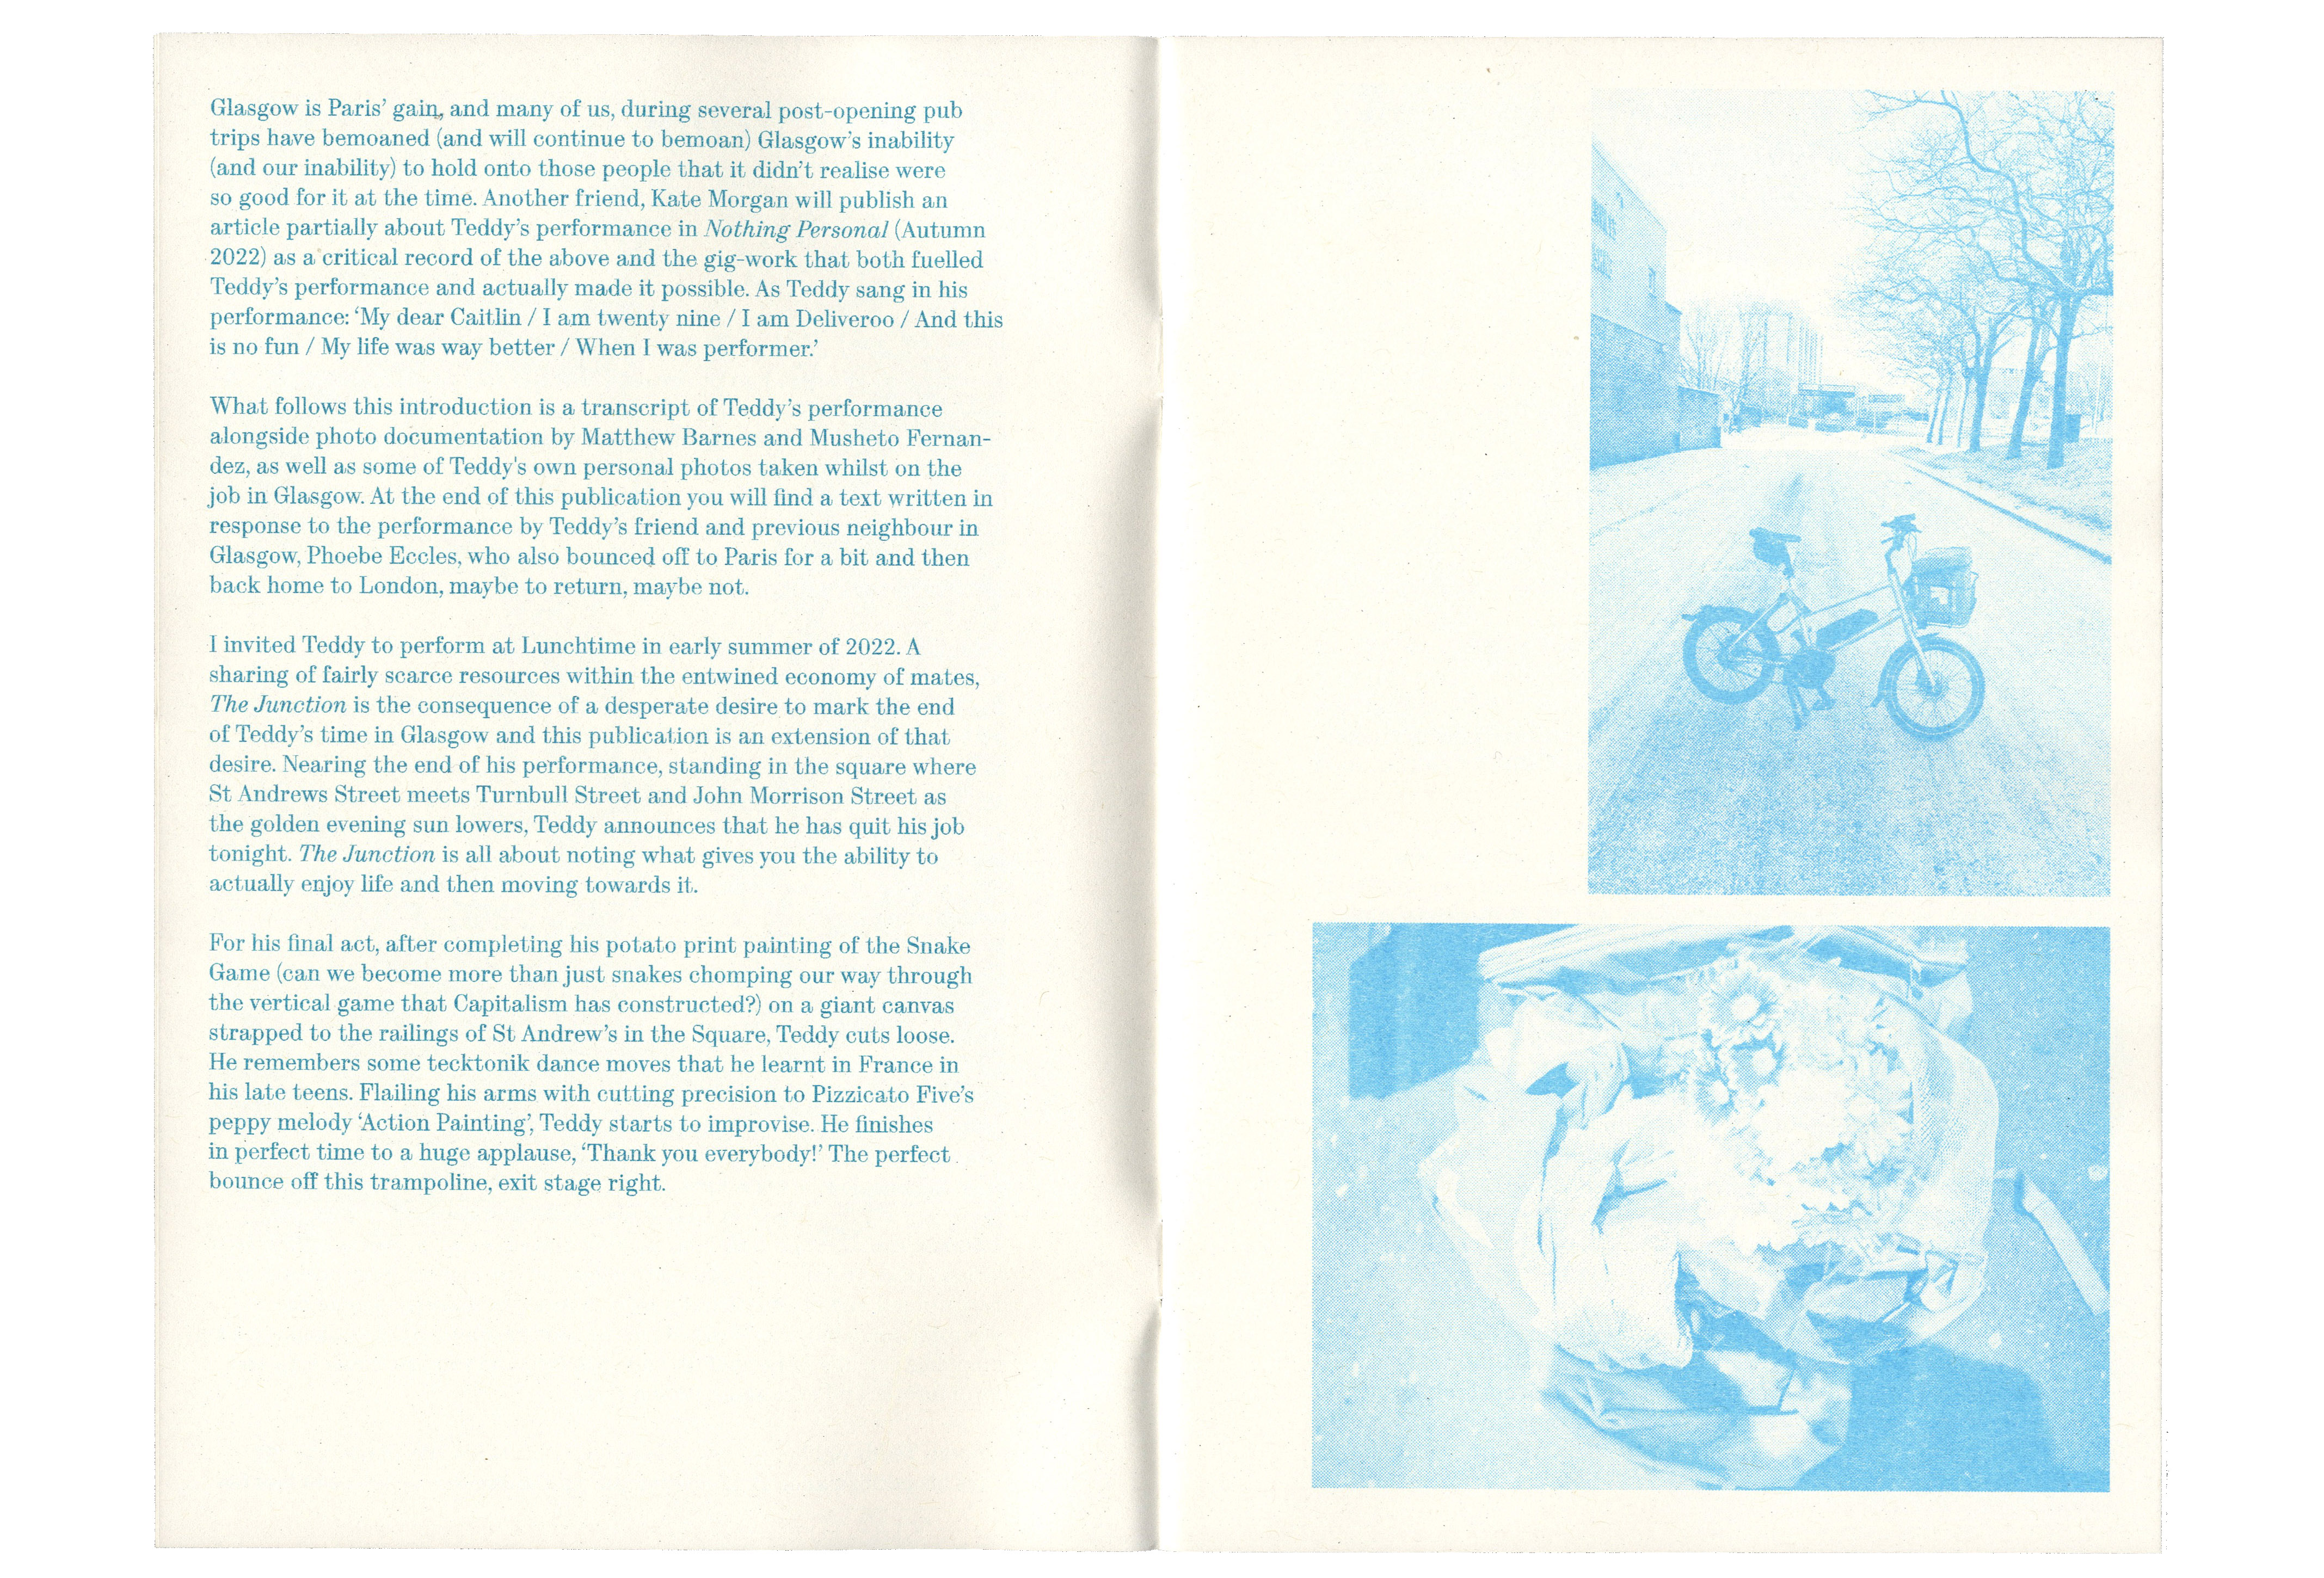 Glasgow is Paris’ gain, and many of us, during several post-opening pub
trips have bemoaned (and will continue to bemoan) Glasgow’s inability
(and our inability) to hold onto those people that it didn’t realise were
so good for it at the time. Another friend, Kate Morgan will publish an
article partially about Teddy’s performance in Nothing Personal (Autumn
2022) as a critical record of the above and the gig-work that both fuelled
Teddy’s performance and actually made it possible. As Teddy sang in his
performance: ‘My dear Caitlin / I am twenty nine / I am Deliveroo / And this
is no fun / My life was way better / When I was performer.’
What follows this introduction is a transcript of Teddy’s performance
alongside photo documentation by Matthew Barnes and Musheto Fernan-
dez, as well as some of Teddy's own personal photos taken whilst on the
job in Glasgow. At the end of this publication you will find a text written in
response to the performance by Teddy’s friend and previous neighbour in
Glasgow, Phoebe Eccles, who also bounced off to Paris for a bit and then
back home to London, maybe to return, maybe not.
I invited Teddy to perform at Lunchtime in early summer of 2022. A
sharing of fairly scarce resources within the entwined economy of mates,
The Junction is the consequence of a desperate desire to mark the end
of Teddy’s time in Glasgow and this publication is an extension of that
desire. Nearing the end of his performance, standing in the square where
St Andrews Street meets Turnbull Street and John Morrison Street as
the golden evening sun lowers, Teddy announces that he has quit his job
tonight. The Junction is all about noting what gives you the ability to
actually enjoy life and then moving towards it.
For his final act, after completing his potato print painting of the Snake
Game (can we become more than just snakes chomping our way through
the vertical game that Capitalism has constructed?) on a giant canvas
strapped to the railings of St Andrew’s in the Square, Teddy cuts loose.
He remembers some tecktonik dance moves that he learnt in France in
his late teens. Flailing his arms with cutting precision to Pizzicato Five’s
peppy melody ‘Action Painting’, Teddy starts to improvise. He finishes
in perfect time to a huge applause, ‘Thank you everybody!’ The perfect
bounce off this trampoline, exit stage right.